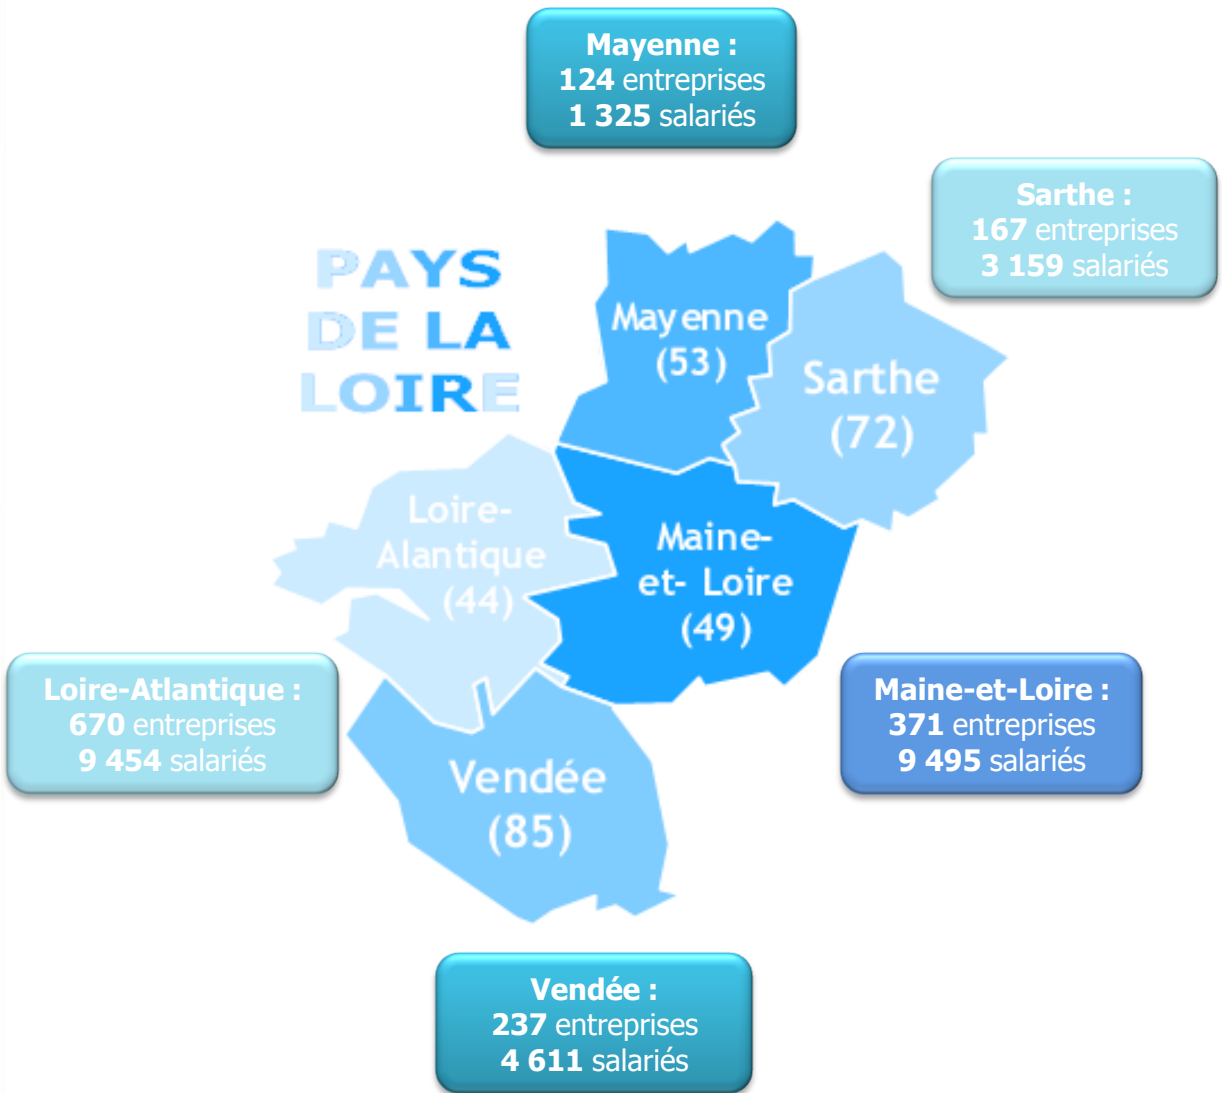 Mayenne :
124 entreprises
1 325 salariés
Sarthe :
167 entreprises
3 159 salariés
PAYS
DE LA
LOIRE
Mayenne
(53)
Sarthe
(72)
Loire-
Alantique
(44)
Maine-
et- Loire
(49)
Loire-Atlantique :
670 entreprises
9 454 salariés
Maine-et-Loire :
371 entreprises
9 495 salariés
Vendée
(85)
Vendée :
237 entreprises
4 611 salariés